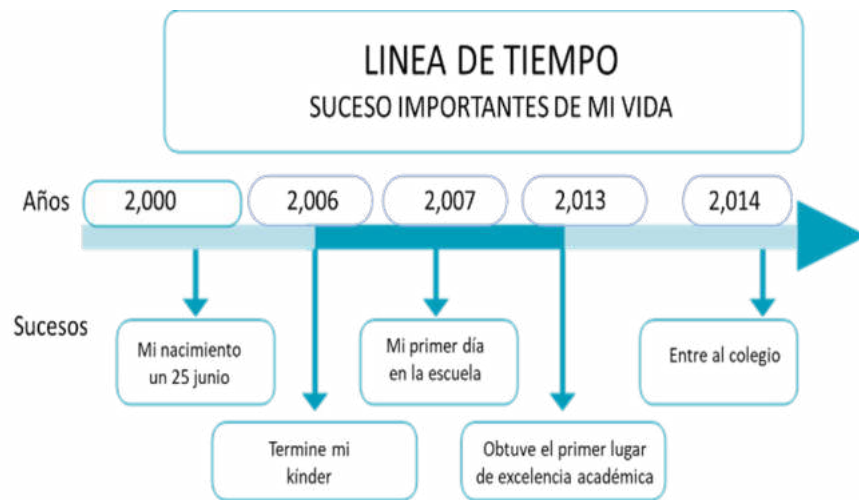 LINEA DE TIEMPO
SUCESO IMPORTANTES DE MI VIDA
Años
2,000
2,006
2,007
2,013
2,014
Sucesos
Mi nacimiento
un 25 junio
Termine mi
kínder
Mi primer día
en la escuela
Obtuve el primer lugar
de excelencia académica
Entre al colegio